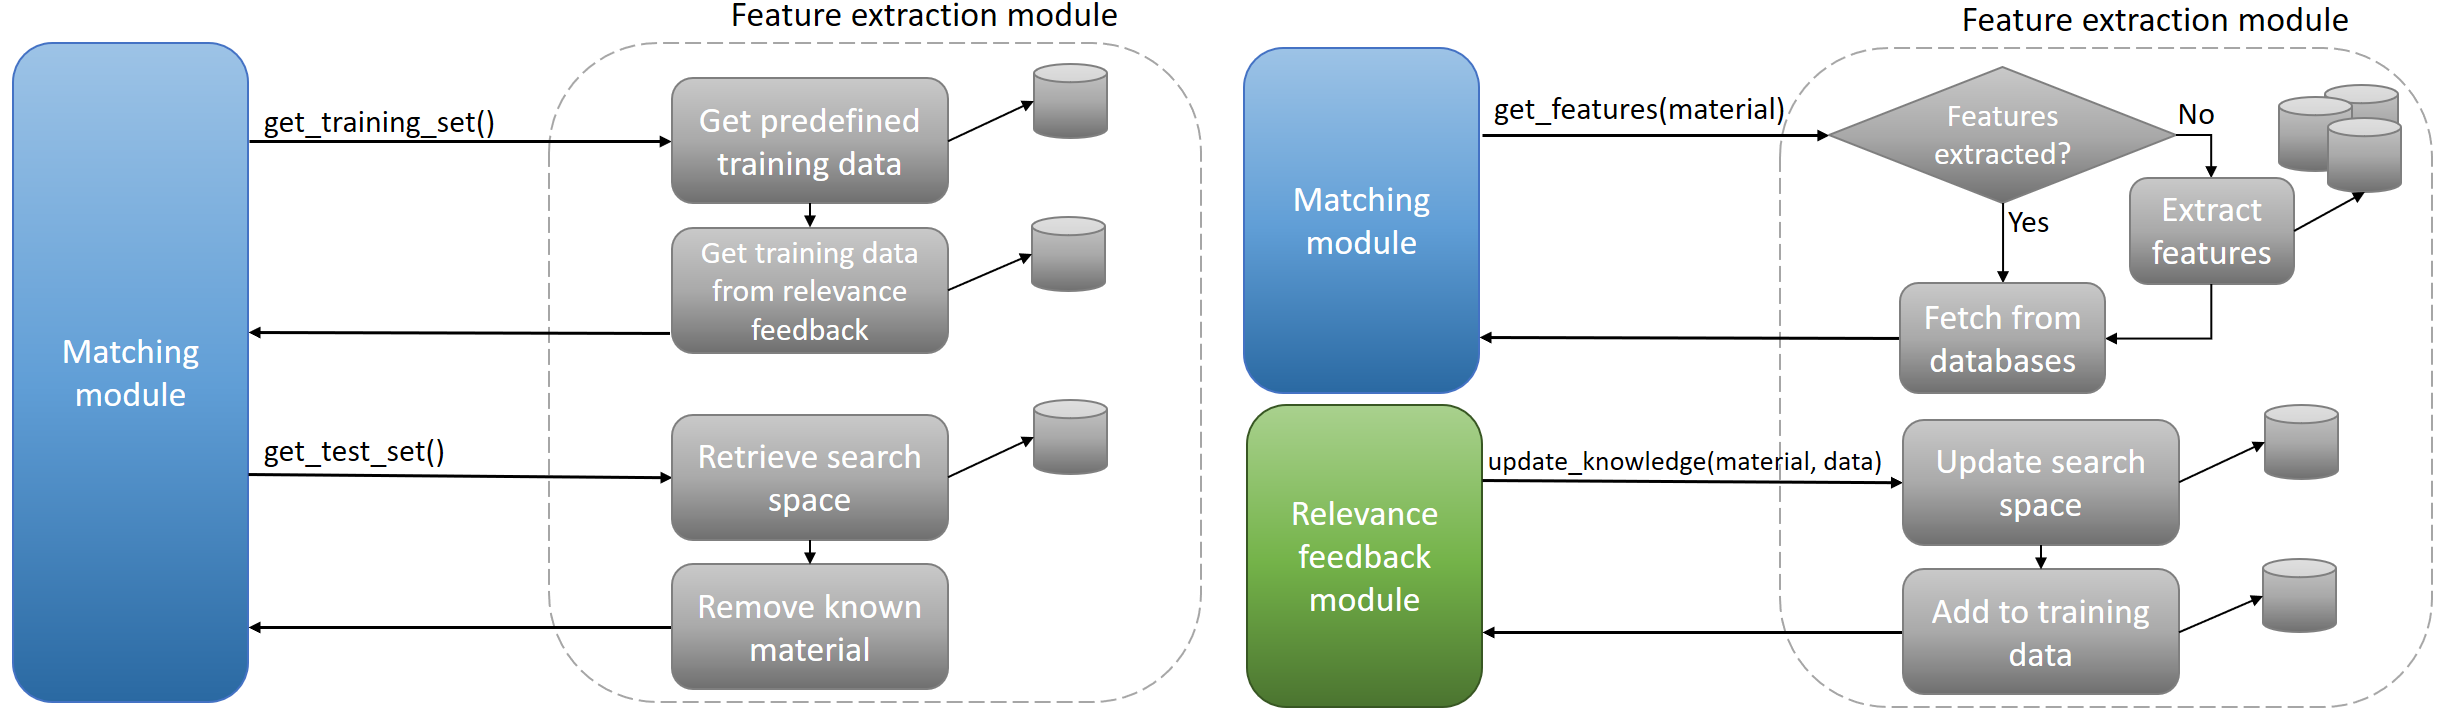 Feature extraction module
Matching
module
get_training_set()
Get predefined
training data
Get training data
from relevance
feedback
get_test_set()
Retrieve search
space
Remove known
material
Feature extraction module
Matching
module
get_features(material)
Features
extracted?
No
Yes
Extract
features
Fetch from
databases
Relevance
feedback
module
update_knowledge(material, data)
Update search
space
Add to training
data